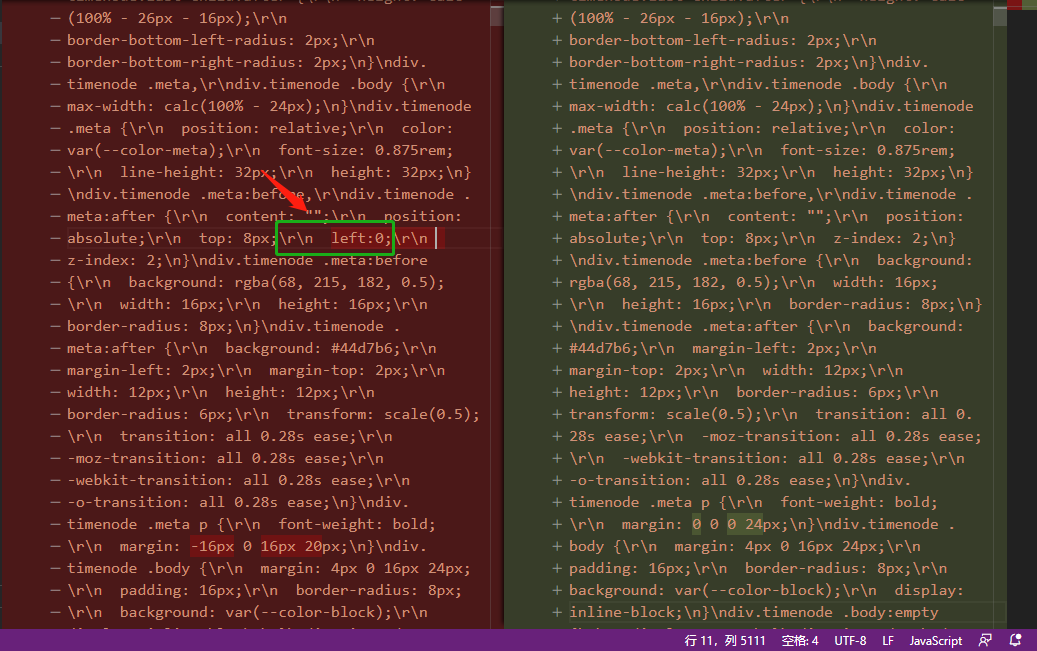 − (100% - 26px - 16px);\r\n
− border-bottom-left-radius: 2px;\r\n
− border-bottom-right-radius: 2px;\n}\ndiv.
− timenode .meta,\r\ndiv.timenode .body {\r\n
− max-width: calc(100% - 24px);\n}\ndiv.timenode
− .meta {\r\n  position: relative;\r\n  color:
− var(--color-meta);\r\n  font-size: 0.875rem;
− \r\n  line-height: 32px;\r\n  height: 32px;\n}
− \ndiv.timenode .meta:before,\r\ndiv.timenode .
− meta:after {\r\n  content: "";\r\n  position:
− absolute;\r\n  top: 8px;\r\n  left:0;\r\n
− z-index: 2;\n}\ndiv.timenode .meta:before
− {\r\n  background: rgba(68, 215, 182, 0.5);
− \r\n  width: 16px;\r\n  height: 16px;\r\n
− border-radius: 8px;\n}\ndiv.timenode .
− meta:after {\r\n  background: #44d7b6;\r\n
− margin-left: 2px;\r\n  margin-top: 2px;\r\n
− width: 12px;\r\n  height: 12px;\r\n
− border-radius: 6px;\r\n  transform: scale(0.5);
− \r\n  transition: all 0.28s ease;\r\n
− -moz-transition: all 0.28s ease;\r\n
− -webkit-transition: all 0.28s ease;\r\n
− -o-transition: all 0.28s ease;\n}\ndiv.
− timenode .meta p {\r\n  font-weight: bold;
− \r\n  margin: -16px 0 16px 20px;\n}\ndiv.
− timenode .body {\r\n  margin: 4px 0 16px 24px;
− \r\n  padding: 16px;\r\n  border-radius: 8px;
− \r\n  background: var(--color-block);\r\n
+ (100% - 26px - 16px);\r\n
+ border-bottom-left-radius: 2px;\r\n
+ border-bottom-right-radius: 2px;\n}\ndiv.
+ timenode .meta,\r\ndiv.timenode .body {\r\n
+ max-width: calc(100% - 24px);\n}\ndiv.timenode
+ .meta {\r\n  position: relative;\r\n  color:
+ var(--color-meta);\r\n  font-size: 0.875rem;
+ \r\n  line-height: 32px;\r\n  height: 32px;\n}
+ \ndiv.timenode .meta:before,\r\ndiv.timenode .
+ meta:after {\r\n  content: "";\r\n  position:
+ absolute;\r\n  top: 8px;\r\n  z-index: 2;\n}
+ \ndiv.timenode .meta:before {\r\n  background:
+ rgba(68, 215, 182, 0.5);\r\n  width: 16px;
+ \r\n  height: 16px;\r\n  border-radius: 8px;\n}
+ \ndiv.timenode .meta:after {\r\n  background:
+ #44d7b6;\r\n  margin-left: 2px;\r\n
+ margin-top: 2px;\r\n  width: 12px;\r\n
+ height: 12px;\r\n  border-radius: 6px;\r\n
+ transform: scale(0.5);\r\n  transition: all 0.
+ 28s ease;\r\n  -moz-transition: all 0.28s ease;
+ \r\n  -webkit-transition: all 0.28s ease;\r\n
+ -o-transition: all 0.28s ease;\n}\ndiv.
+ timenode .meta p {\r\n  font-weight: bold;
+ \r\n  margin: 0 0 0 24px;\n}\ndiv.timenode .
+ body {\r\n  margin: 4px 0 16px 24px;\r\n
+ padding: 16px;\r\n  border-radius: 8px;\r\n
+ background: var(--color-block);\r\n  display:
+ inline-block;\n}\ndiv.timenode .body:empty
行 11，列 5111 空格: 4 UTF-8 LF JavaScript